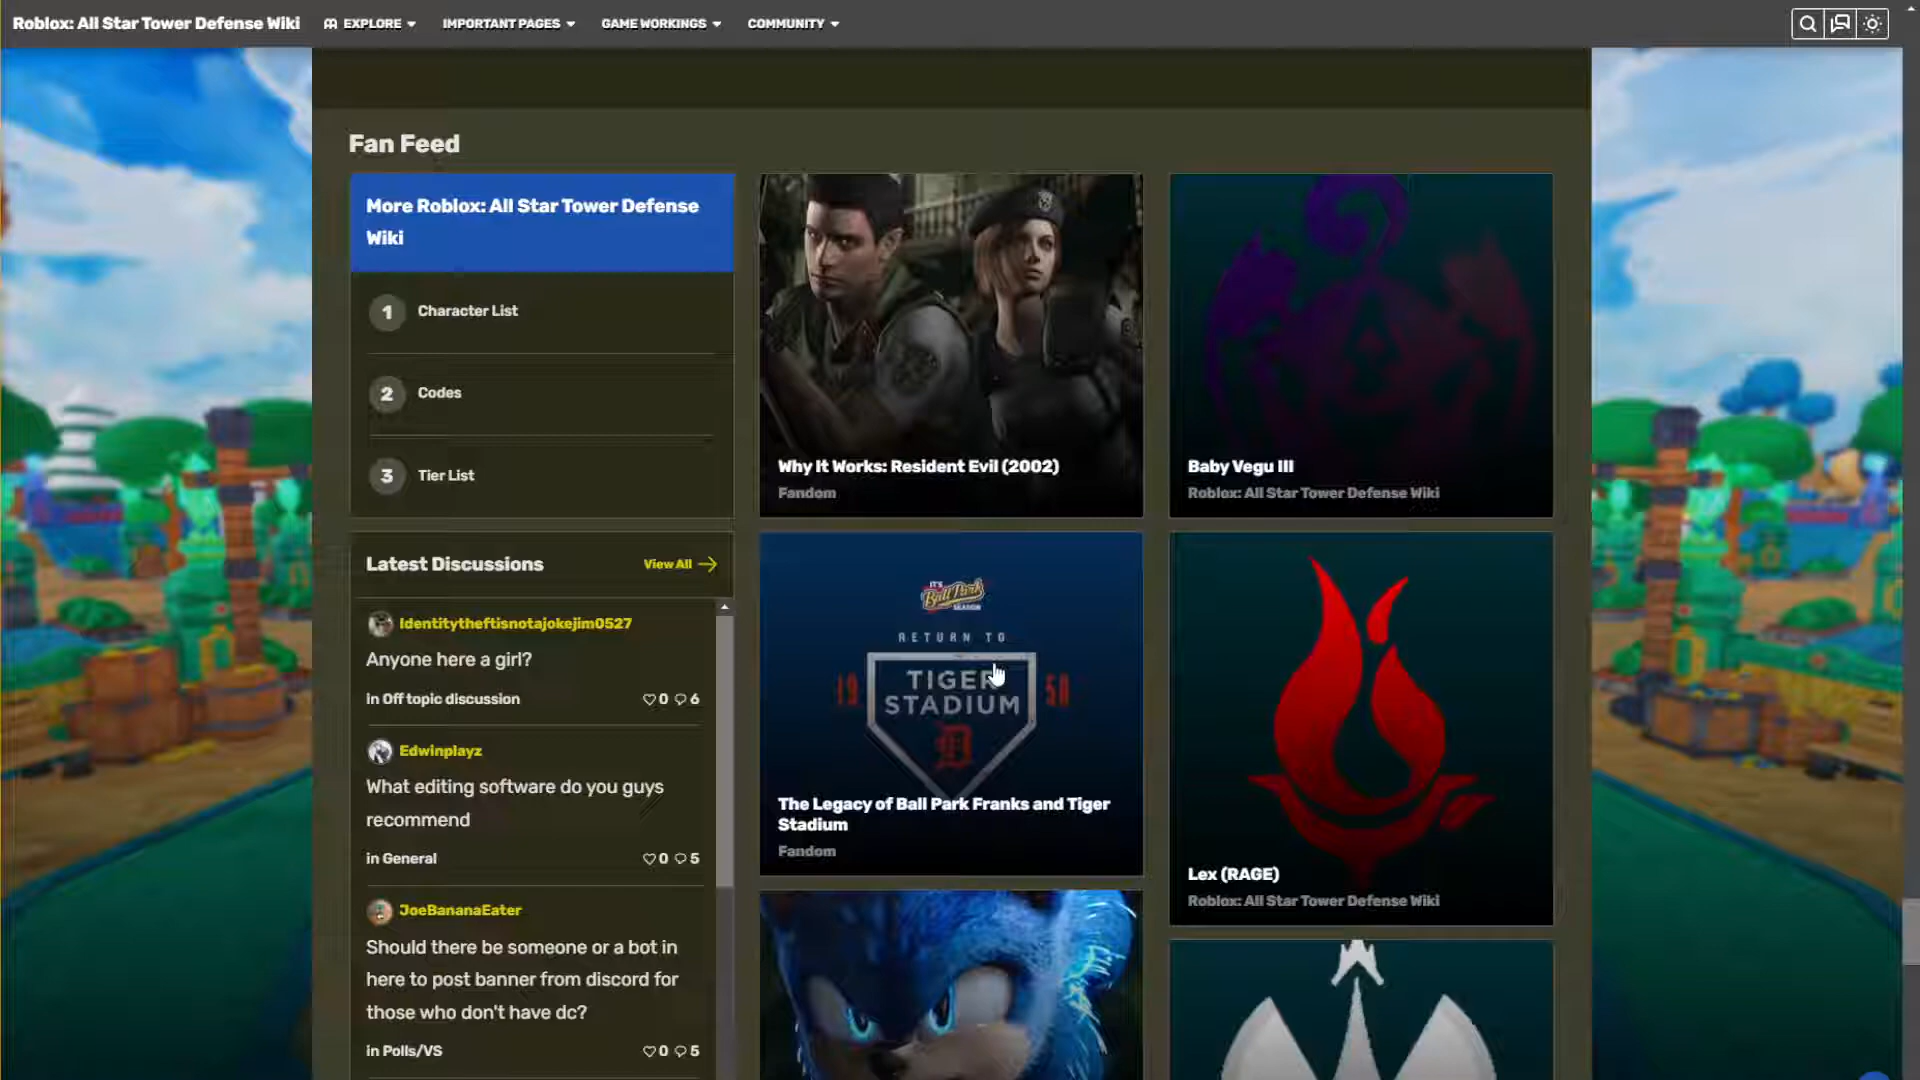 Roblox: All Star Tower Defense Wiki
EXPLORE
IMPORTANT PAGES
GAME WORKINGS
COMMUNITY
Fan Feed
More Roblox: All Star Tower Defense
Wiki
1 Character List
2 Codes
3 Tier List
Latest Discussions
View All
Identitytheftisnotajokejim0527
Anyone here a girl?
in Off topic discussion
0 6
Edwinplayz
What editing software do you guys
recommend
in General
0 5
JoeBananaEater
Should there be someone or a bot in
here to post banner from discord for
those who don't have dc?
in Polls/VS
0 5
Why It Works: Resident Evil (2002)
Fandom
Baby Vegu III
Roblox: All Star Tower Defense Wiki
IT'S
Ball Park
SEASON
RETURN TO
19 TIGER 58
STADIUM
D
The Legacy of Ball Park Franks and Tiger
Stadium
Fandom
Lex (RAGE)
Roblox: All Star Tower Defense Wiki